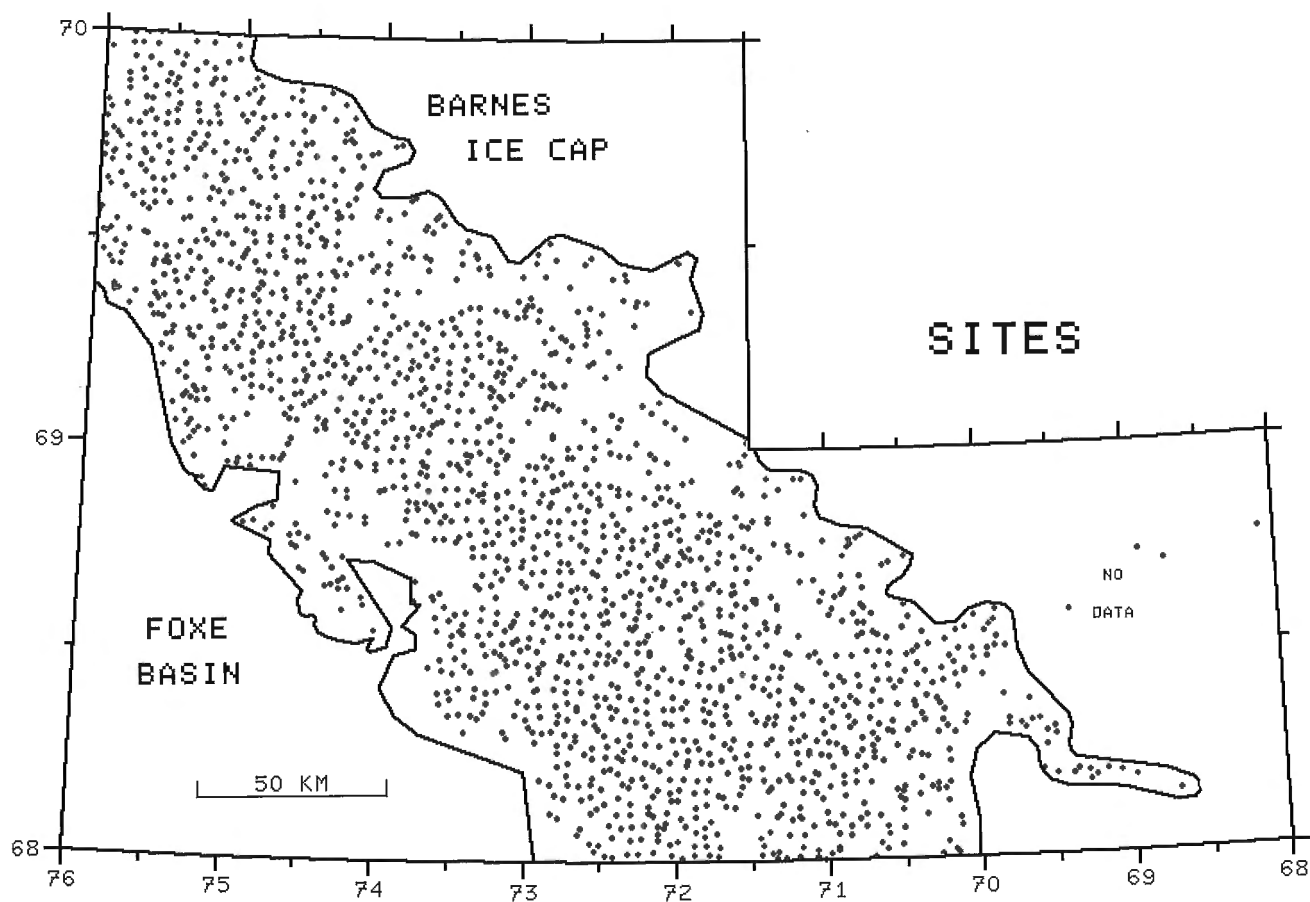 70
BARNES
ICE CAP
SITES
69
NO
DATA
FOXE
BASIN
50 KM
68
76
75
74
73
72
71
70
69
68